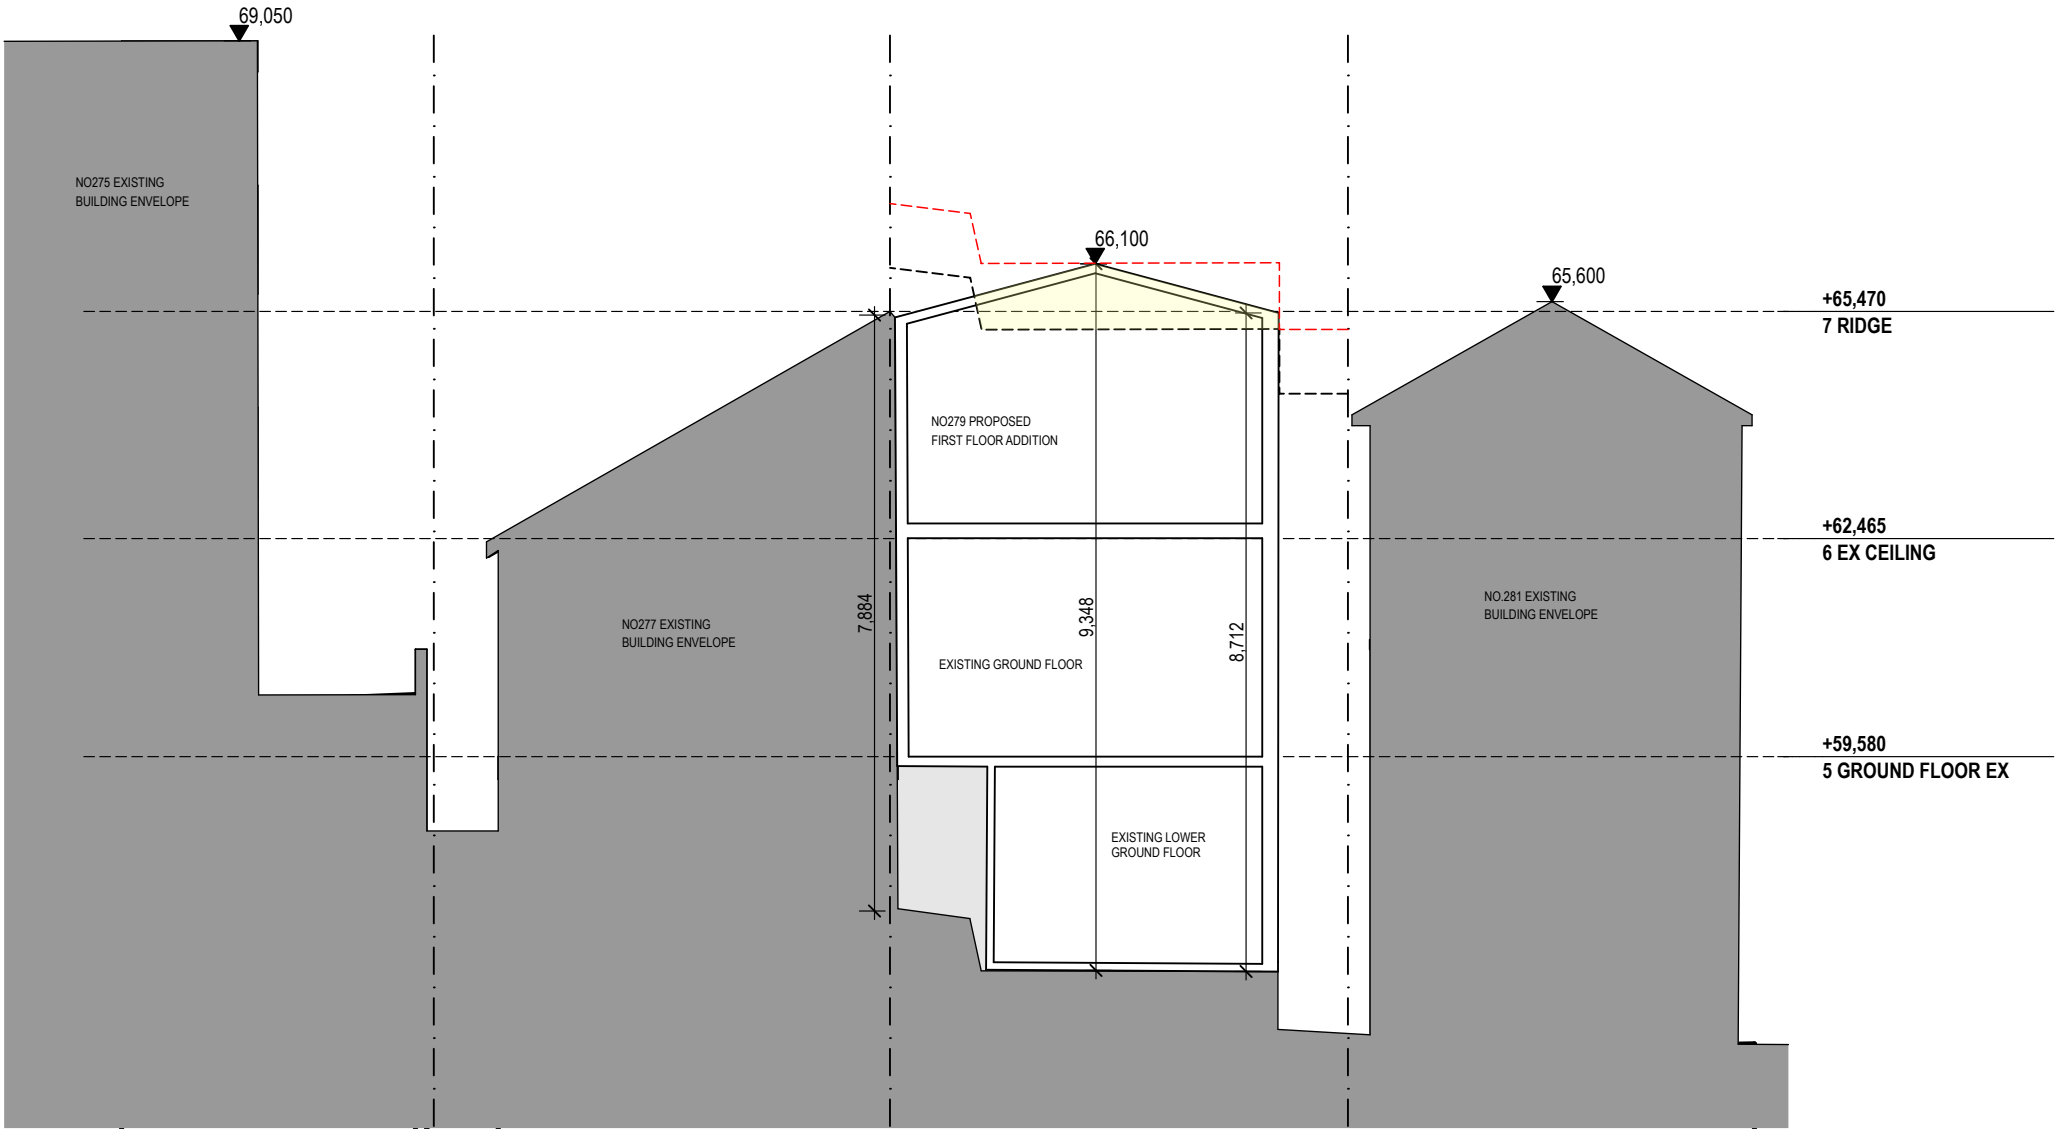 69,050
NO275 EXISTING
BUILDING ENVELOPE
66,100
65,600
+65,470
7 RIDGE
NO279 PROPOSED
FIRST FLOOR ADDITION
+62,465
6 EX CEILING
7,884
9,348
8,712
NO277 EXISTING
BUILDING ENVELOPE
NO.281 EXISTING
BUILDING ENVELOPE
EXISTING GROUND FLOOR
+59,580
5 GROUND FLOOR EX
EXISTING LOWER
GROUND FLOOR